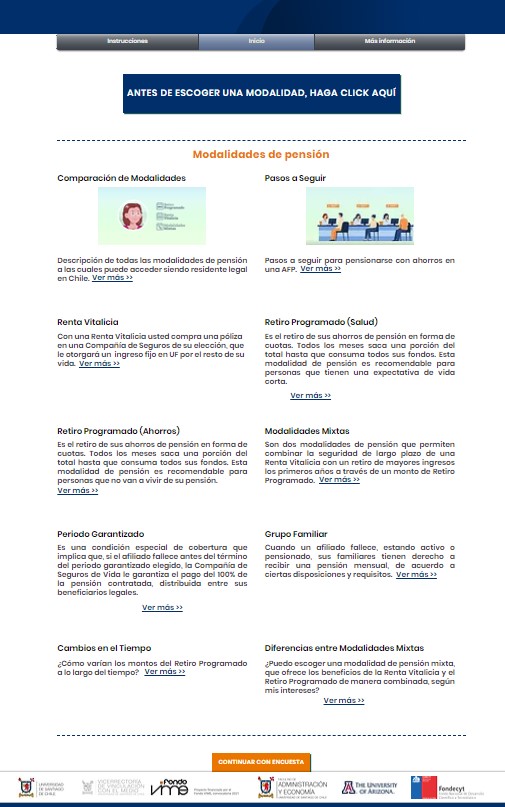 Instrucciones
Inicio
Más información
ANTES DE ESCOGER UNA MODALIDAD, HAGA CLICK AQUÍ
Modalidades de pensión
Comparación de Modalidades
Retiro
Programado
Renta
Vitalicia
Modalidades
Mixtas
Descripción de todas las modalidades de pensión
a las cuales puede acceder siendo residente legal
en Chile. Ver más >>
Pasos a Seguir
Pasos a seguir para pensionarse con ahorros en
una AFP. Ver más >>
Renta Vitalicia
Con una Renta Vitalicia usted compra una póliza
en una Compañía de Seguros de su elección, que
le otorgará un ingreso fijo en UF por el resto de su
vida. Ver más >>
Retiro Programado (Salud)
Es el retiro de sus ahorros de pensión en forma de
cuotas. Todos los meses saca una porción del
total hasta que consuma todos sus fondos. Esta
modalidad de pensión es recomendable para
personas que tienen una expectativa de vida
corta.
Ver más >>
Retiro Programado (Ahorros)
Es el retiro de sus ahorros de pensión en forma de
cuotas. Todos los meses saca una porción del
total hasta que consuma todos sus fondos. Esta
modalidad de pensión es recomendable para
personas que no van a vivir de su pensión.
Ver más >>
Modalidades Mixtas
Son dos modalidades de pensión que permiten
combinar la seguridad de largo plazo de una
Renta Vitalicia con un retiro de mayores ingresos
los primeros años a través de un monto de Retiro
Programado. Ver más >>
Periodo Garantizado
Es una condición especial de cobertura que
implica que, si el afiliado fallece antes del término
del periodo garantizado elegido, la Compañía de
Seguros de Vida le garantiza el pago del 100% de
la pensión contratada, distribuida entre sus
beneficiarios legales.
Ver más >>
Grupo Familiar
Cuando un afiliado fallece, estando activo o
pensionado, sus familiares tienen derecho a
recibir una pensión mensual, de acuerdo a
ciertas disposiciones y requisitos. Ver más >>
Cambios en el Tiempo
¿Cómo varían los montos del Retiro Programado
a lo largo del tiempo? Ver más >>
Diferencias entre Modalidades Mixtas
¿Puedo escoger una modalidad de pensión mixta,
que ofrece los beneficios de la Renta Vitalicia y el
Retiro Programado de manera combinada, según
mis intereses?
Ver más >>
CONTINUAR CON ENCUESTA
UNIVERSIDAD
DE SANTIAGO
DE CHILE
VICERRECTORÍA
DE VINCULACIÓN
CON EL MEDIO
fondo
vime
ADMINISTRACIÓN
Y ECONOMÍA
THE UNIVERSITY
OF ARIZONA
Fondecyt